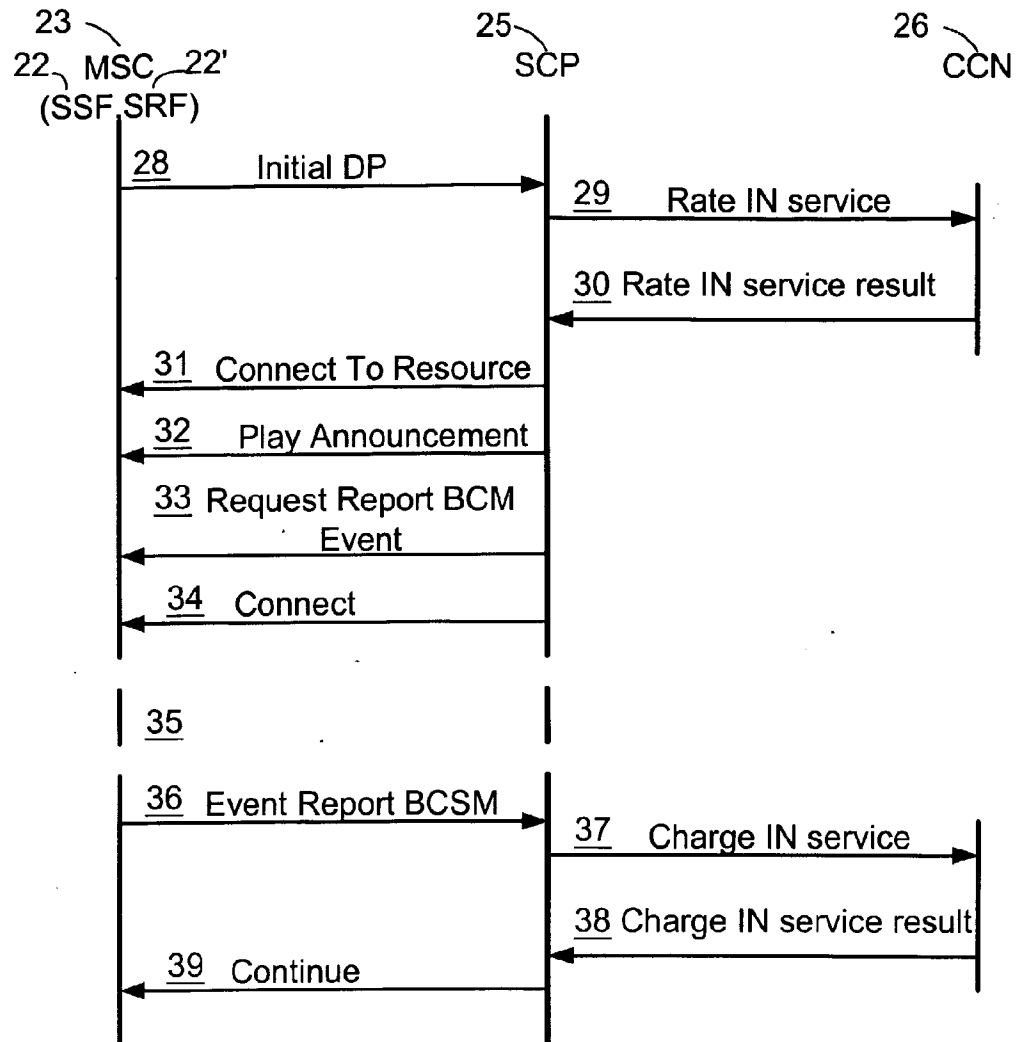 23 25 26
22 MSC 22' SCP CCN
(SSF, SRF)
28 Initial DP
29 Rate IN service
30 Rate IN service result
31 Connect To Resource
32 Play Announcement
33 Request Report BCM
Event
34 Connect
35
36 Event Report BCSM
37 Charge IN service
38 Charge IN service result
39 Continue